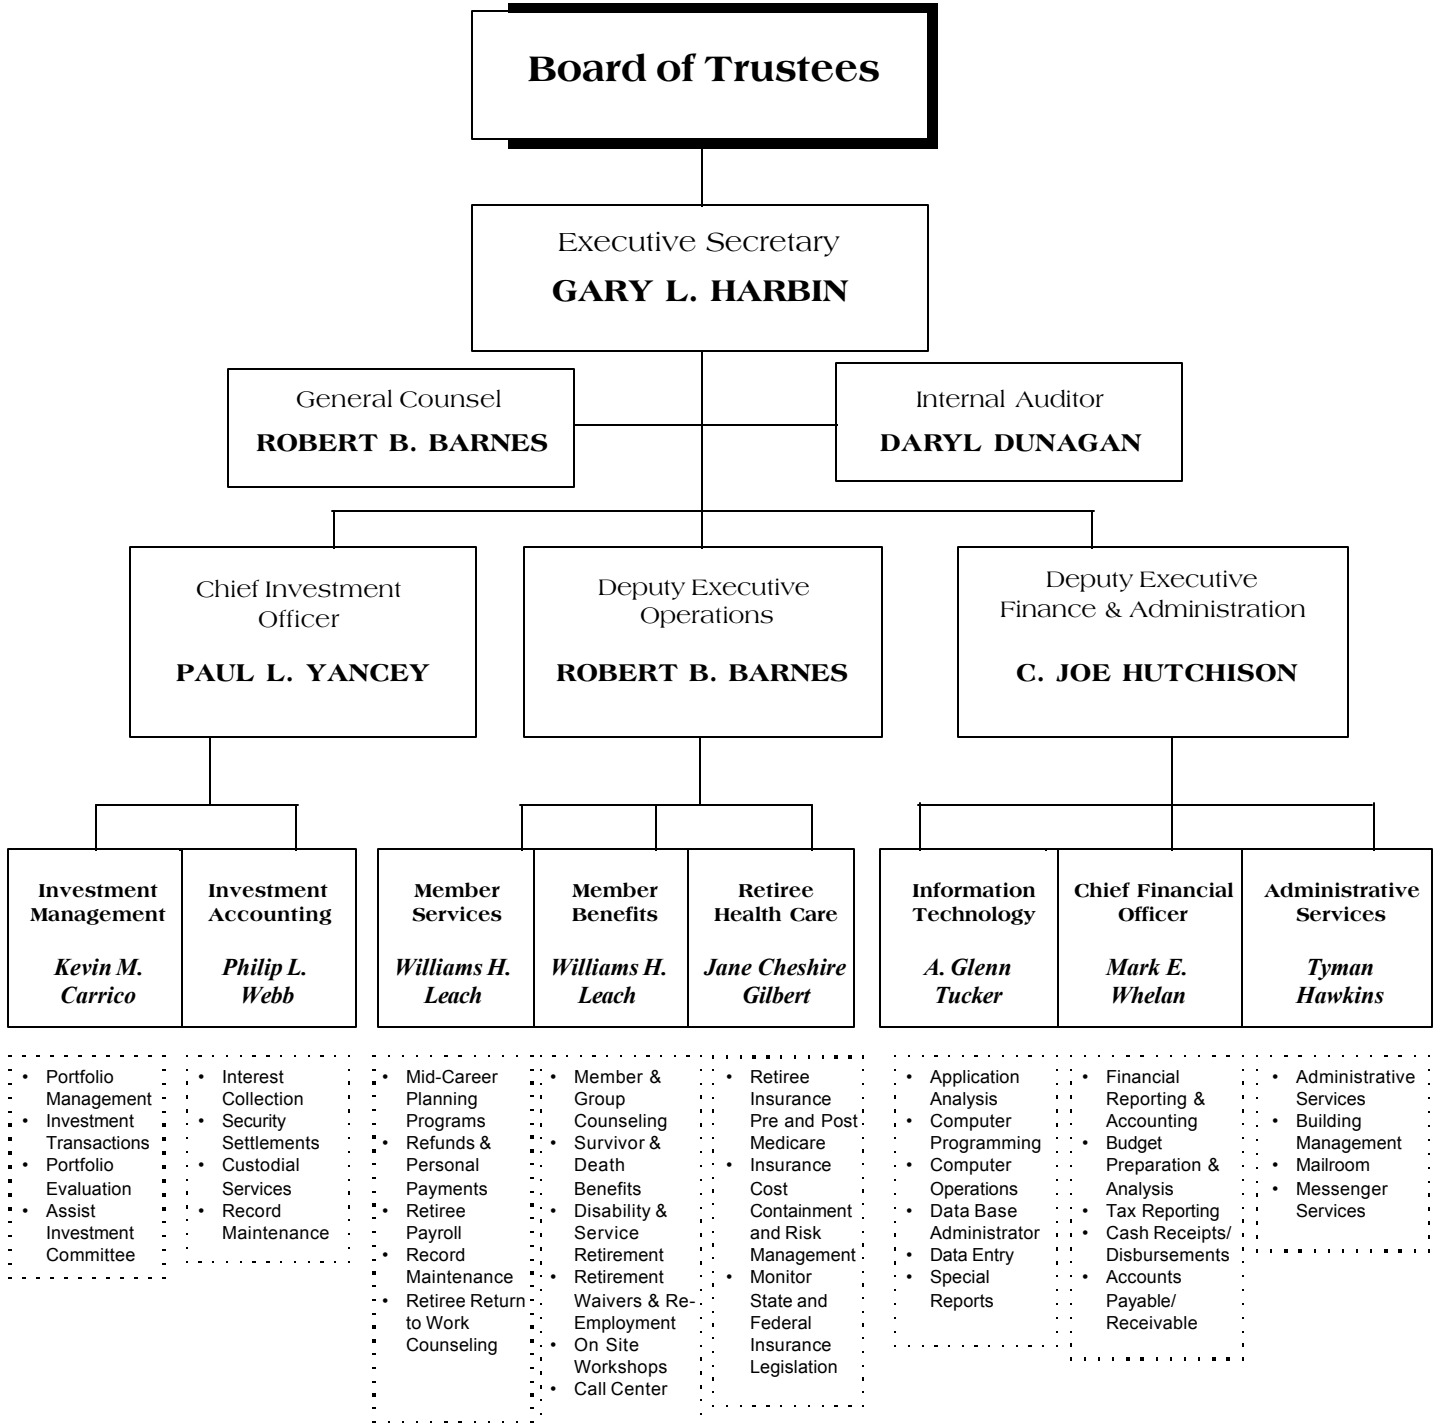 Board of Trustees
Executive Secretary
GARY L. HARBIN
General Counsel
ROBERT B. BARNES
Internal Auditor
DARYL DUNAGAN
Chief Investment
Officer
PAUL L. YANCEY
Deputy Executive
Operations
ROBERT B. BARNES
Deputy Executive
Finance & Administration
C. JOE HUTCHISON
Investment
Management
Kevin M.
Carrico
Investment
Accounting
Philip L.
Webb
Member
Services
Williams H.
Leach
Member
Benefits
Williams H.
Leach
Retiree
Health Care
Jane Cheshire
Gilbert
Information
Technology
A. Glenn
Tucker
Chief Financial
Officer
Mark E.
Whelan
Administrative
Services
Tyman
Hawkins
• Portfolio
Management
• Investment
Transactions
• Portfolio
Evaluation
• Assist
Investment
Committee
• Interest
Collection
• Security
Settlements
• Custodial
Services
• Record
Maintenance
• Mid-Career
Planning
Programs
• Refunds &
Personal
Payments
• Retiree
Payroll
• Record
Maintenance
• Retiree Return
to Work
Counseling
• Member &
Group
Counseling
• Survivor &
Death
Benefits
• Disability &
Service
Retirement
• Retirement
Waivers & Re-
Employment
• On Site
Workshops
• Call Center
• Retiree
Insurance
Pre and Post
Medicare
• Insurance
Cost
Containment
and Risk
Management
• Monitor
State and
Federal
Insurance
Legislation
• Application
Analysis
• Computer
Programming
• Computer
Operations
• Data Base
Administrator
• Data Entry
• Special
Reports
• Financial
Reporting &
Accounting
• Budget
Preparation &
Analysis
• Tax Reporting
• Cash Receipts/
Disbursements
• Accounts
Payable/
Receivable
• Administrative
Services
• Building
Management
• Mailroom
• Messenger
Services